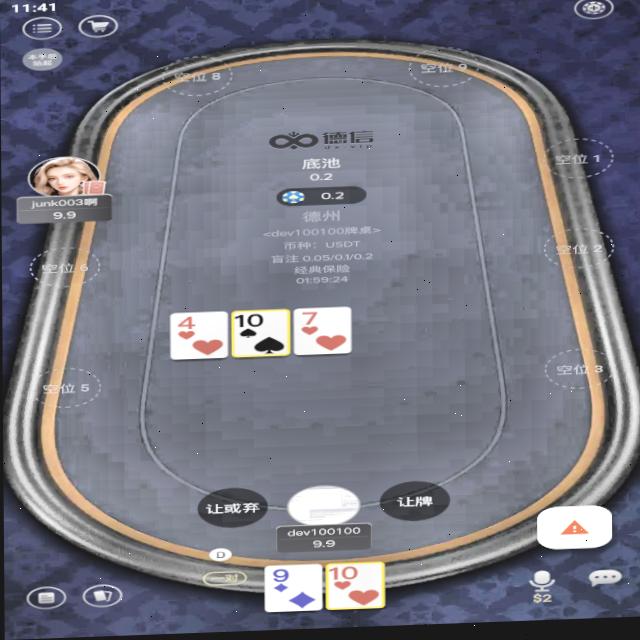 11:41
空位 8
空位 9
德信
底池
0.2
0.2
空位 1
junk003啊
9.9
德州
<dev100100牌桌>
币种： USDT
盲注 0.05/0.1/0.2
经典保险
01:59:24
空位 2
空位 6
4
10
7
空位 3
空位 5
让或弃
让牌
dev100100
9.9
D
一对
9
10
$2